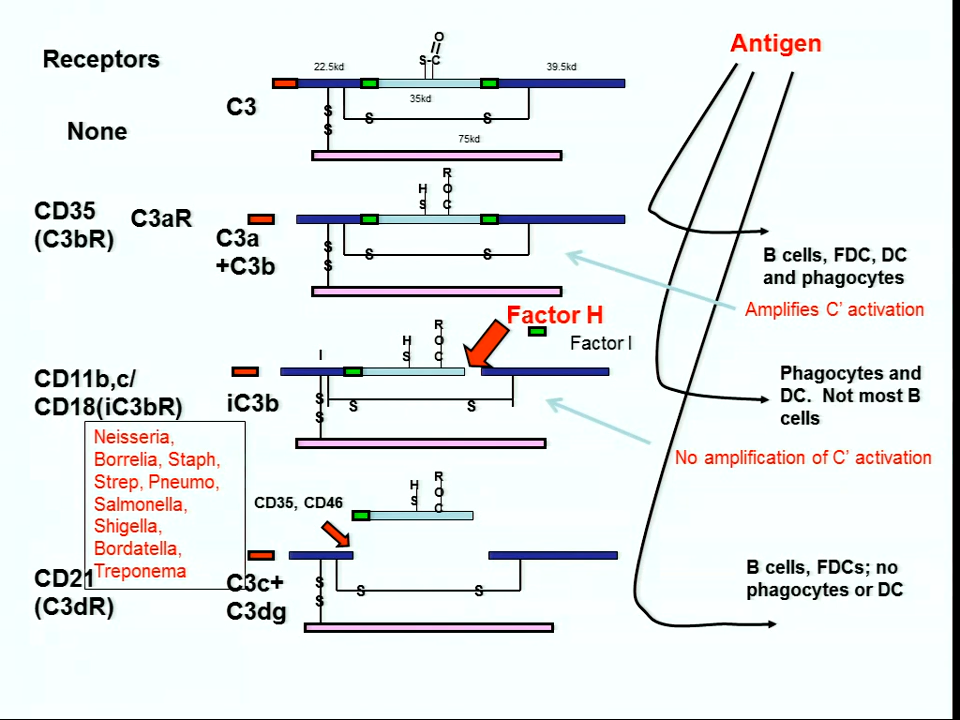 Receptors
None
C3
22.5kd
O
S-C
39.5kd
35kd
S
S
S
S
75kd
Antigen
CD35
(C3bR)
C3aR
C3a
+C3b
H
S
R
O
C
S
S
S
S
B cells, FDC, DC
and phagocytes
Amplifies C' activation
Factor H
Factor I
CD11b,c/
CD18(iC3bR)
iC3b
I
H
S
R
O
C
S
S
S
S
Phagocytes and
DC. Not most B
cells
No amplification of C' activation
Neisseria,
Borrelia, Staph,
Strep, Pneumo,
Salmonella,
Shigella,
Bordatella,
Treponema
CD35, CD46
H
S
R
O
C
CD21
(C3dR)
C3c+
C3dg
S
S
S
S
B cells, FDCs; no
phagocytes or DC